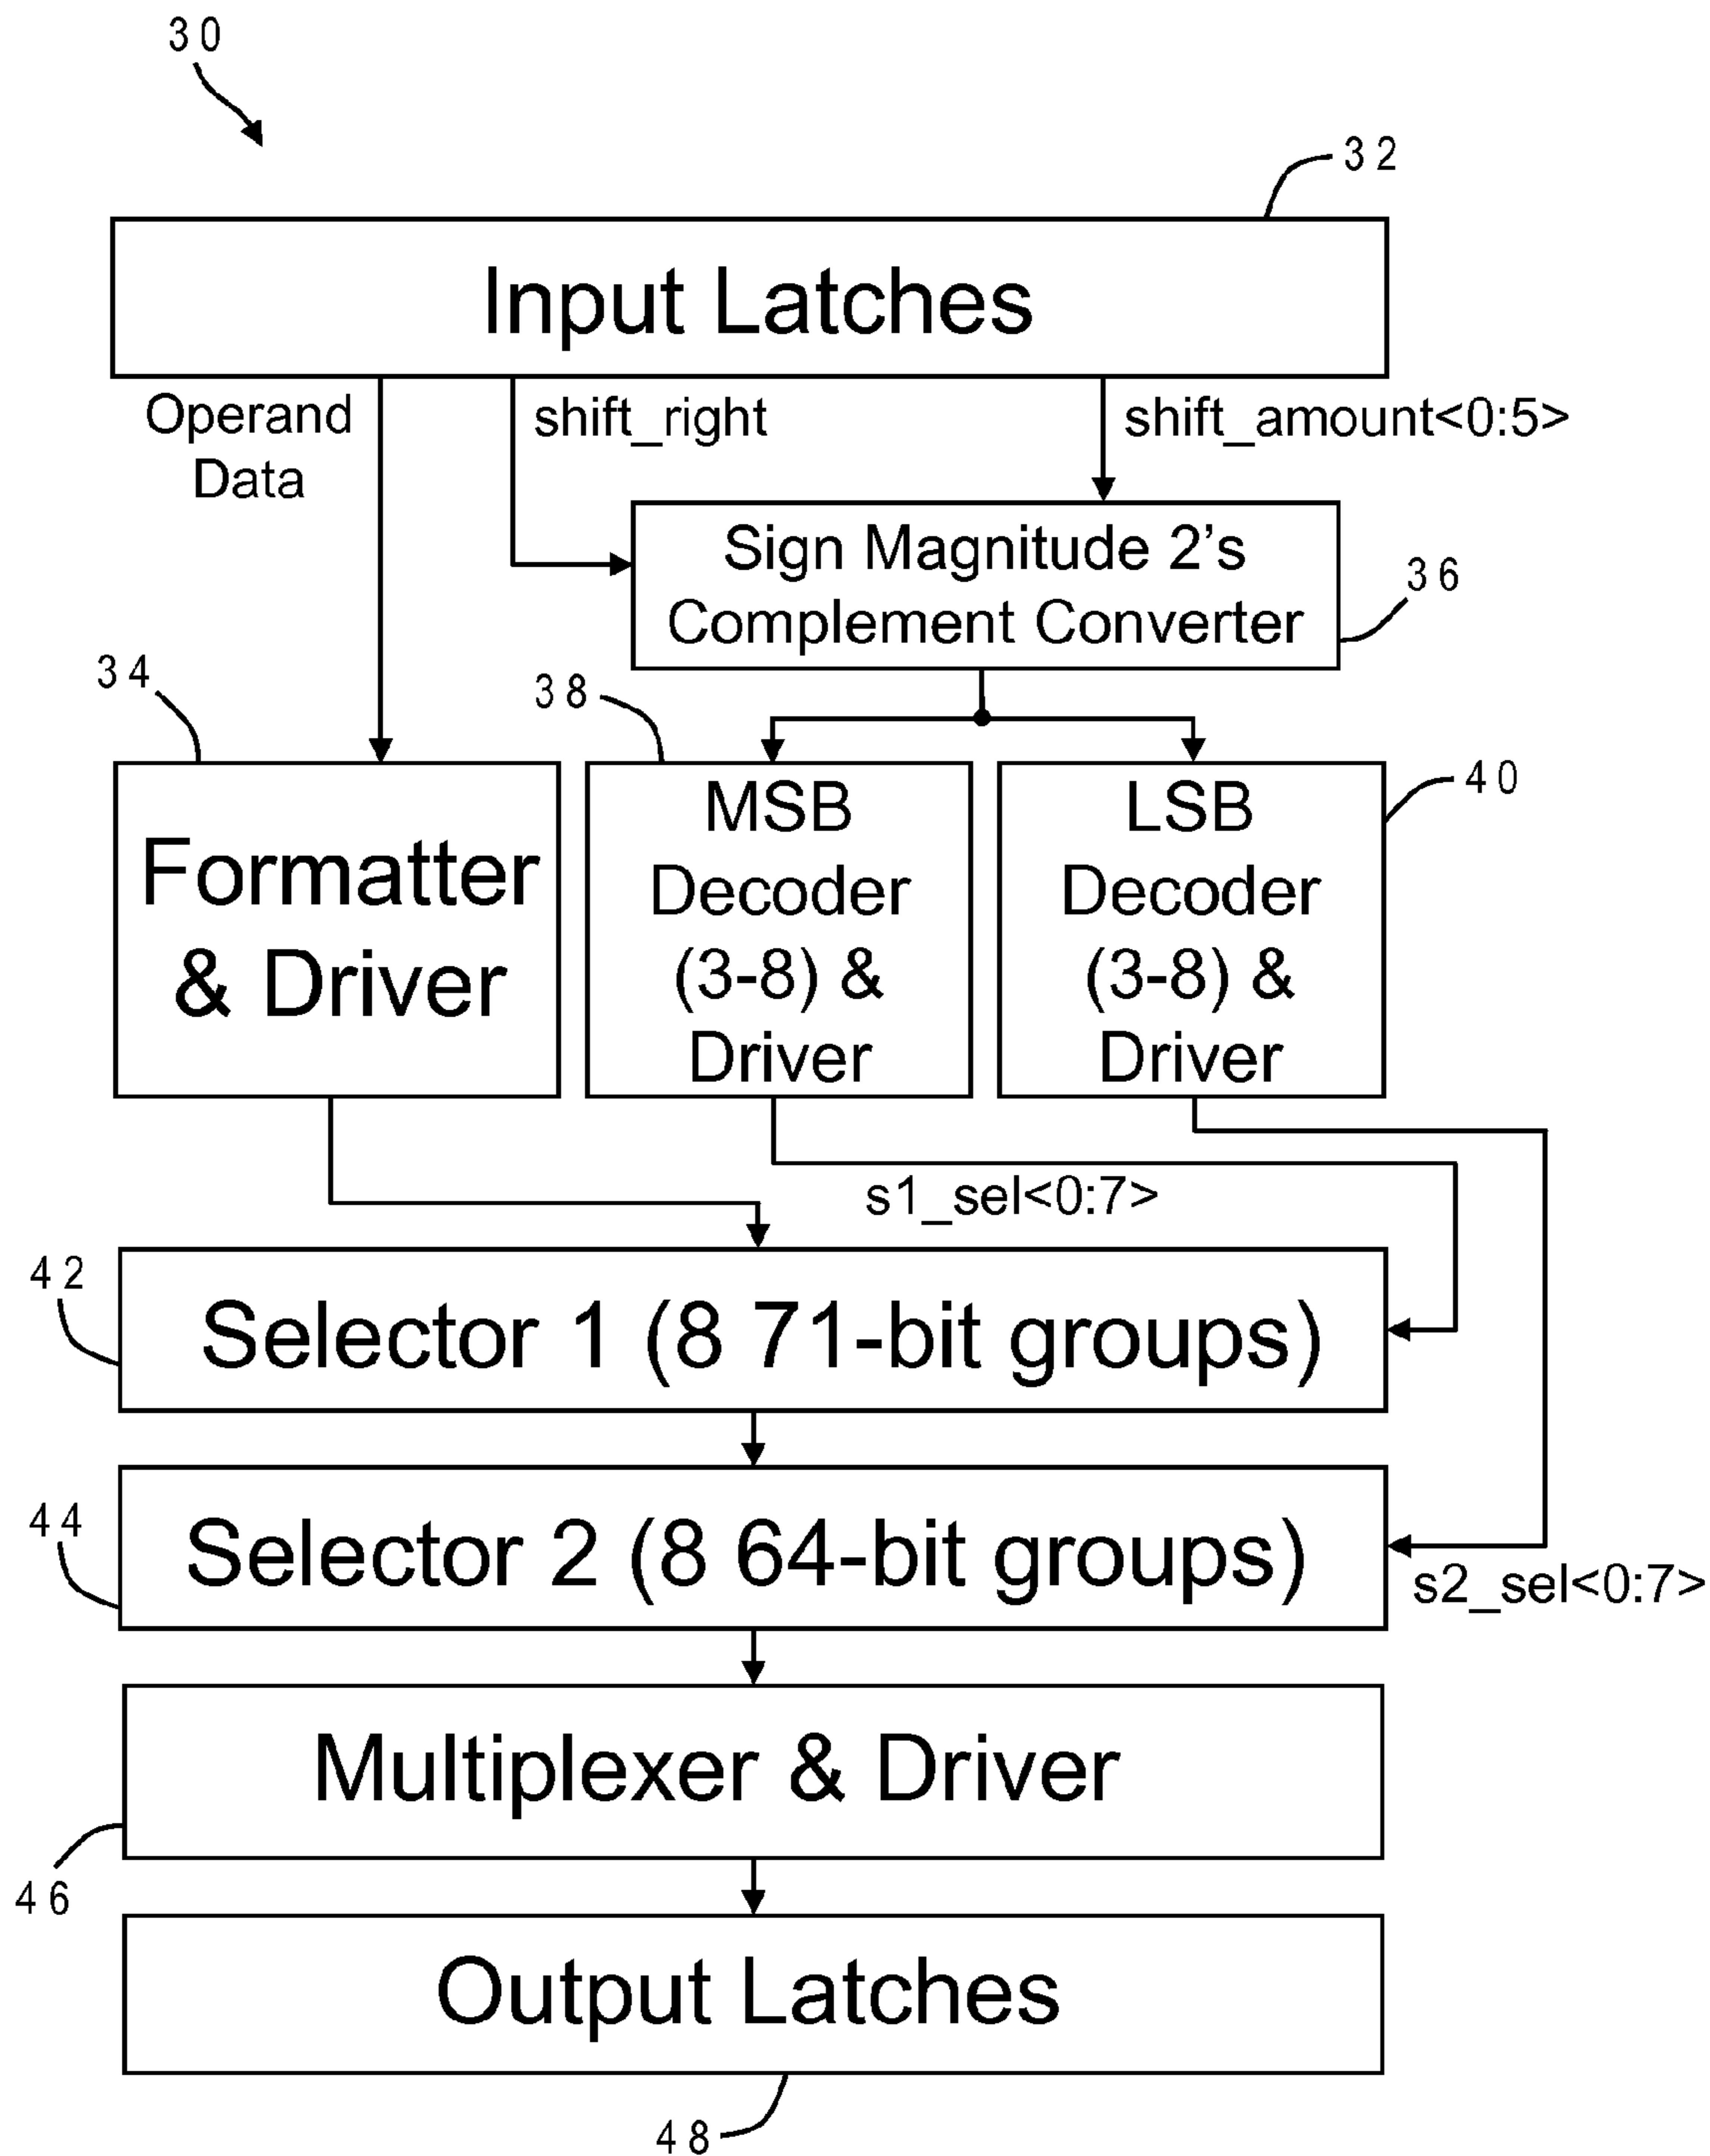 30
32
Input Latches
Operand
Data
shift_right
shift_amount<0:5>
Sign Magnitude 2's
Complement Converter
36
34
38
40
Formatter
& Driver
MSB
Decoder
(3-8) &
Driver
LSB
Decoder
(3-8) &
Driver
s1_sel<0:7>
42
Selector 1 (8 71-bit groups)
44
Selector 2 (8 64-bit groups)
s2_sel<0:7>
Multiplexer & Driver
46
Output Latches
48